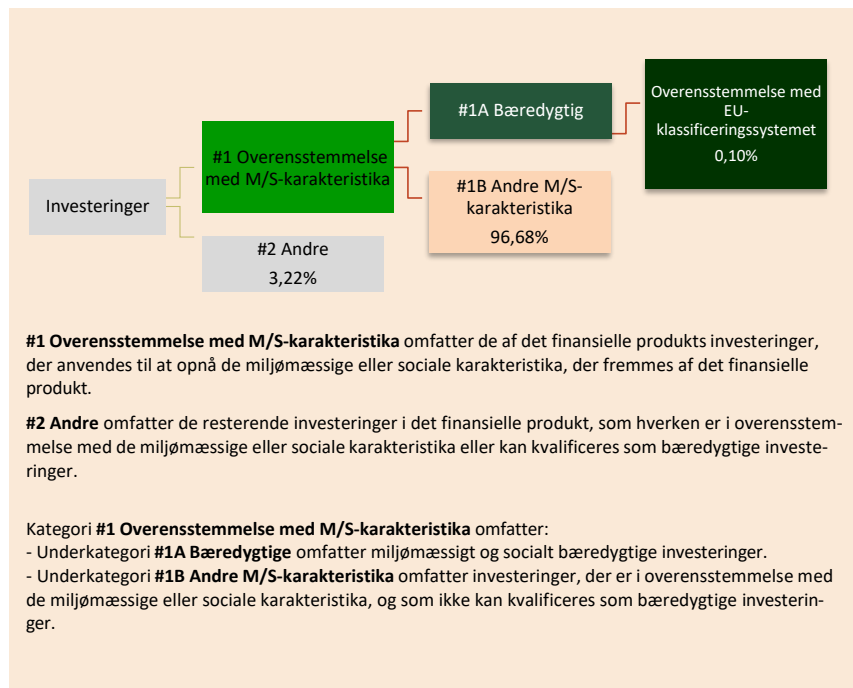 Investeringer
#1 Overensstemmelse
med M/S-karakteristika
#2 Andre
3,22%
#1A Bæredygtig
#1B Andre M/S-
karakteristika
96,68%
Overensstemmelse med
EU-
klassificeringssystemet
0,10%
#1 Overensstemmelse med M/S-karakteristika omfatter de af det finansielle produkts investeringer,
der anvendes til at opnå de miljømæssige eller sociale karakteristika, der fremmes af det finansielle
produkt.
#2 Andre omfatter de resterende investeringer i det finansielle produkt, som hverken er i overensstem-
melse med de miljømæssige eller sociale karakteristika eller kan kvalificeres som bæredygtige investe-
ringer.
Kategori #1 Overensstemmelse med M/S-karakteristika omfatter:
- Underkategori #1A Bæredygtige omfatter miljømæssigt og socialt bæredygtige investeringer.
- Underkategori #1B Andre M/S-karakteristika omfatter investeringer, der er i overensstemmelse med
de miljømæssige eller sociale karakteristika, og som ikke kan kvalificeres som bæredygtige investerin-
ger.